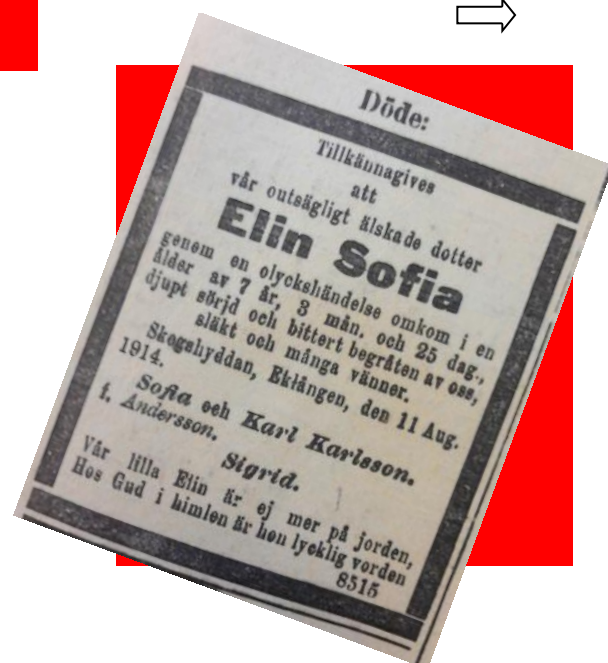 Döde:
Tillkännagives
att
vår outsägligt älskade dotter
Elin Sofia
genom en olyckshändelse omkom i en
ålder av 7 år, 3 mån. och 25 dag.,
djupt sörjd och bittert begråten av oss,
släkt och många vänner.
Skogshyddan, Eklången, den 11 Aug.
1914.
Sofia och Karl Karlsson.
f. Andersson.
Sigrid.
Vår lilla Elin är ej mer på jorden,
Hos Gud i himlen är hon lycklig vorden
8515